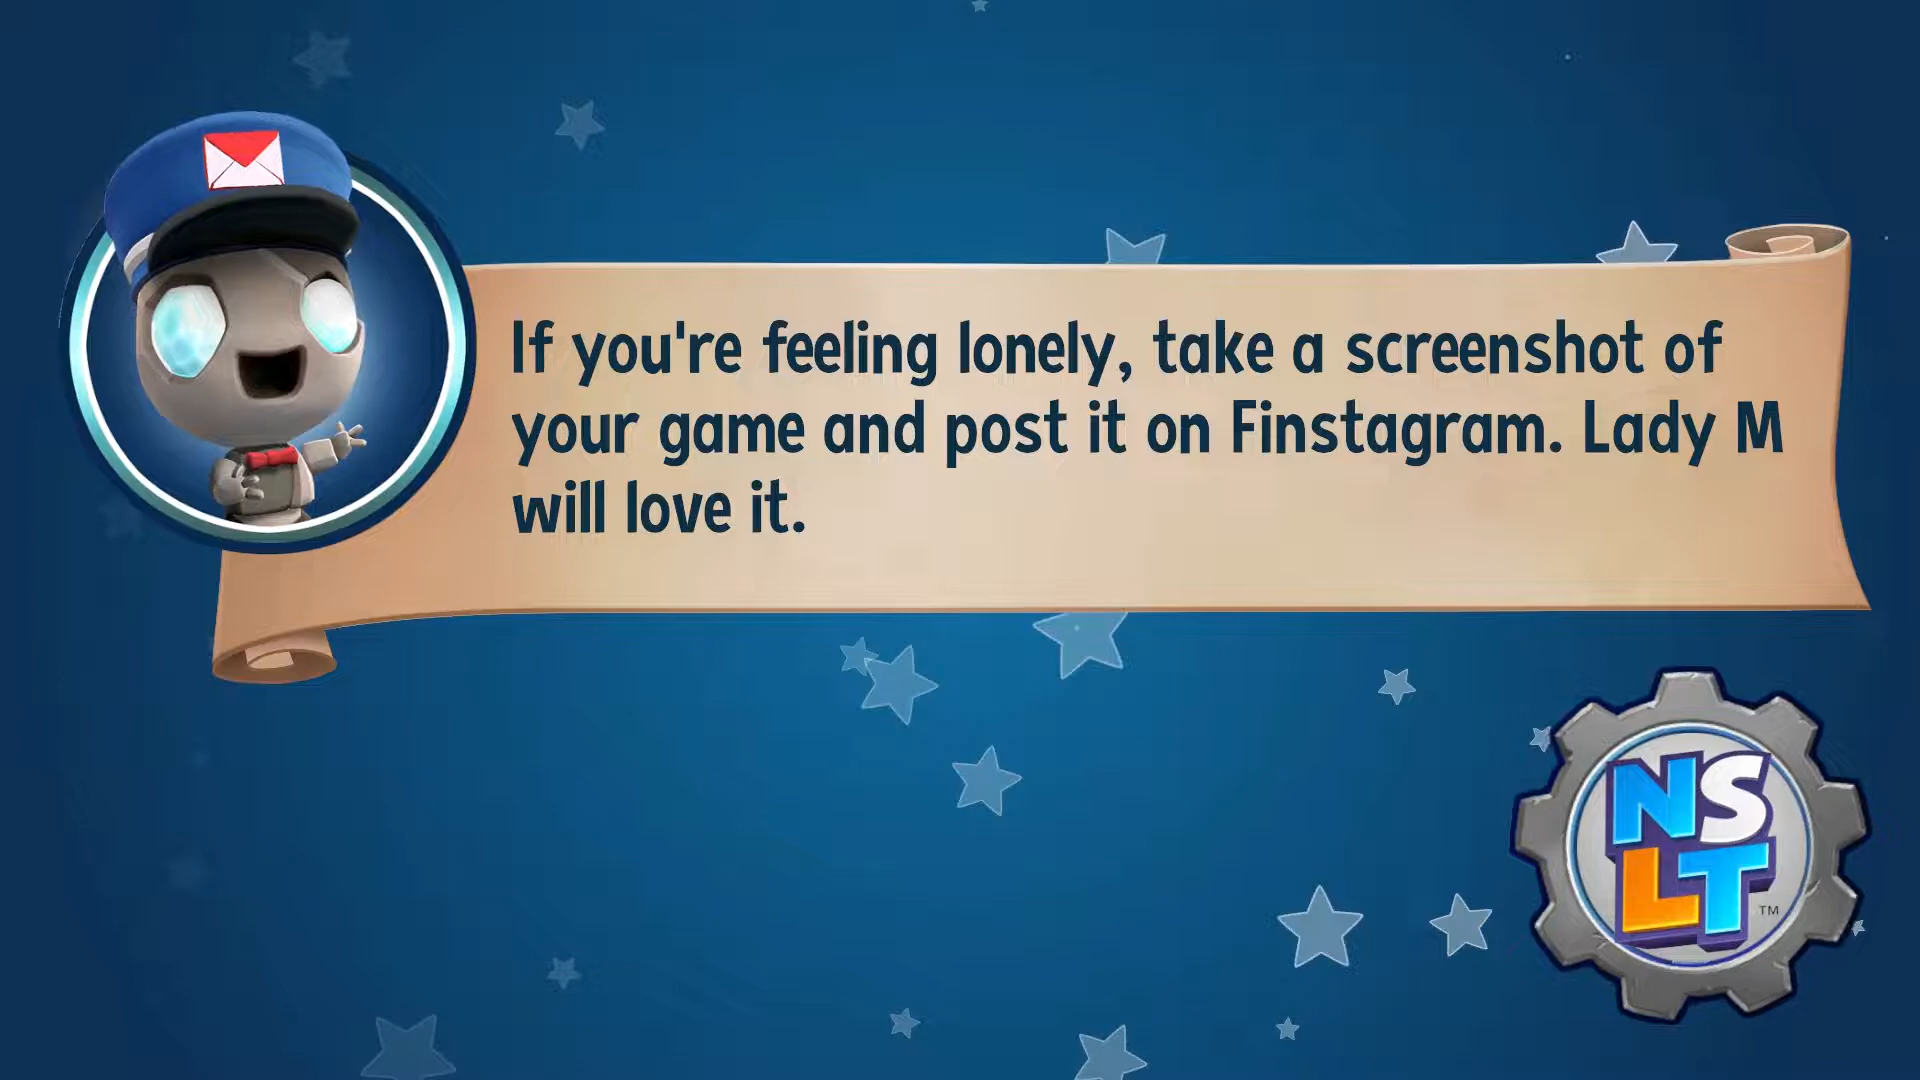 If you're feeling lonely, take a screenshot of
your game and post it on Finstagram. Lady M
will love it.
NS
LT
TM